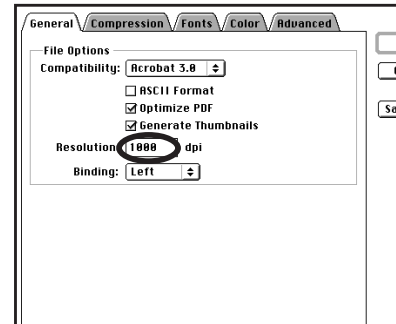 General Compression Fonts Color Advanced
File Options
Compatibility: Acrobat 3.0
ASCII Format
Optimize PDF
Generate Thumbnails
Resolution 1000 dpi
Binding: Left